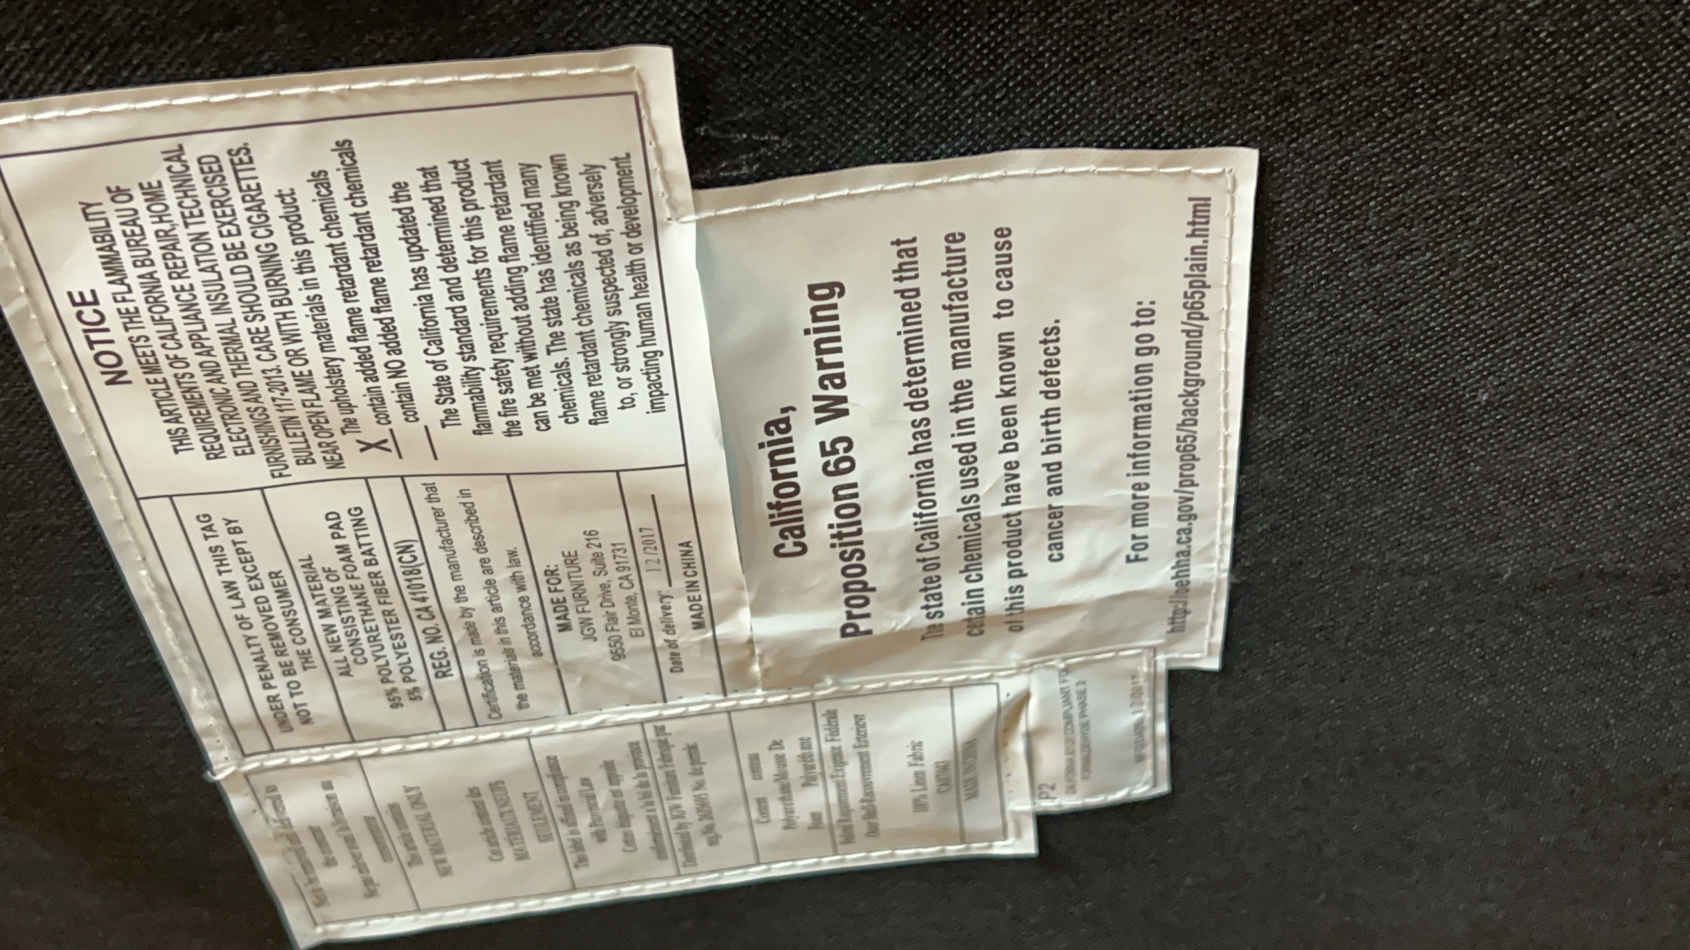 NOTICE
THIS ARTICLE MEETS THE FLAMMABILITY
REQUIREMENTS OF CALIFORNIA BUREAU OF
ELECTRONIC AND APPLIANCE REPAIR,HOME
FURNISHINGS AND THERMAL INSULATION TECHNICAL
BULLETIN 117-2013. CARE SHOULD BE EXERCISED
NEAR OPEN FLAME OR WITH BURNING CIGARETTES.
The upholstery materials in this product:
X contain added flame retardant chemicals
contain NO added flame retardant chemicals
The State of California has updated the
flammability standard and determined that
the fire safety requirements for this product
can be met without adding flame retardant
chemicals. The state has identified many
flame retardant chemicals as being known
to, or strongly suspected of, adversely
impacting human health or development.
UNDER PENALTY OF LAW THIS TAG
NOT TO BE REMOVED EXCEPT BY
THE CONSUMER
ALL NEW MATERIAL
CONSISTING OF
95% POLYURETHANE FOAM PAD
5% POLYESTER FIBER BATTING
REG. NO. CA 41018(CN)
Certification is made by the manufacturer that
the materials in this article are described in
accordance with law.
MADE FOR:
JGW FURNITURE
9550 Flair Drive, Suite 216
El Monte, CA 91731
Date of delivery: 12/2017
MADE IN CHINA
California,
Proposition 65 Warning
The state of California has determined that
certain chemicals used in the manufacture
of this product have been known to cause
cancer and birth defects.
For more information go to:
http://oehha.ca.gov/prop65/background/p65plain.html
the consumer
NEW MATERIAL ONLY
Content
Polyurethane Mousse De
100% Linen Fabric
P2